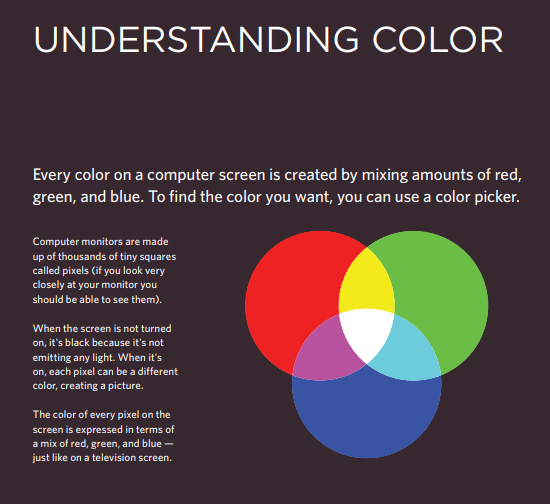 UNDERSTANDING COLOR
Every color on a computer screen is created by mixing amounts of red,
green, and blue. To find the color you want, you can use a color picker.
Computer monitors are made
up of thousands of tiny squares
called pixels (if you look very
closely at your monitor you
should be able to see them).
When the screen is not turned
on, it's black because it's not
emitting any light. When it's
on, each pixel can be a different
color, creating a picture.
The color of every pixel on the
screen is expressed in terms of
a mix of red, green, and blue —
just like on a television screen.